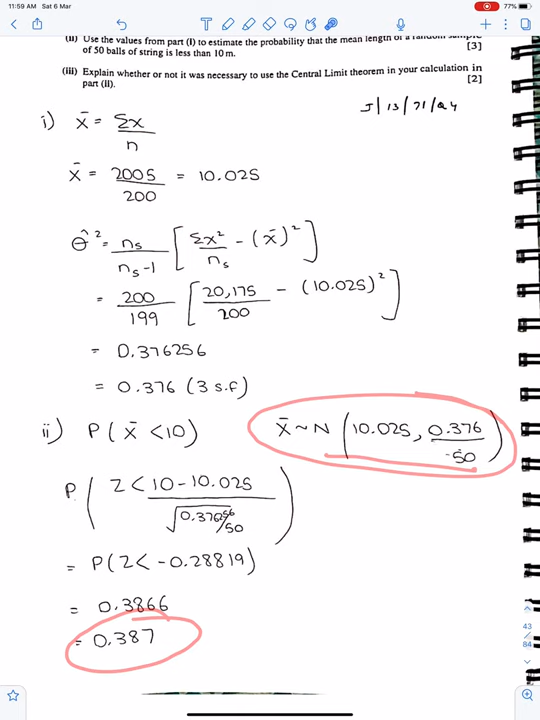 11:59 AM Sat 6 Mar
77%
(ii) Use the values from part (i) to estimate the probability that the mean length of a random sample
of 50 balls of string is less than 10 m. [3]
(iii) Explain whether or not it was necessary to use the Central Limit theorem in your calculation in
part (ii). [2]
J/13/71/Q4
i) x̄ = Σx/n
x̄ = 2005/200 = 10.025
θ̂² = nₛ/(nₛ-1) [Σx²/nₛ - (x̄)²]
= 200/199 [20,175/200 - (10.025)²]
= 0.376256
= 0.376 (3 s.f)
ii) P(x̄ < 10) x̄ ~ N (10.025, 0.376/50)
P (Z < (10 - 10.025)/√(0.376256/50))
= P(Z < -0.28819)
= 0.3866
= 0.387
43
84